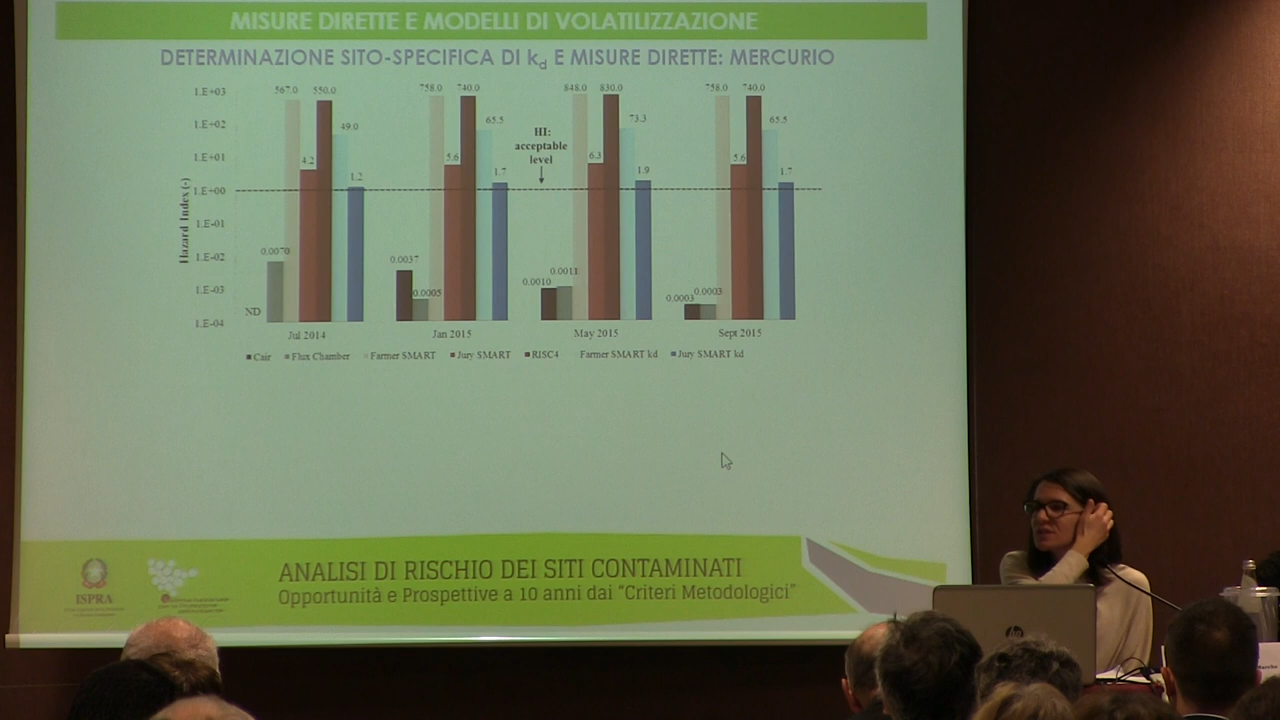 MISURE DIRETTE E MODELLI DI VOLATILIZZAZIONE
DETERMINAZIONE SITO-SPECIFICA DI kd E MISURE DIRETTE: MERCURIO
Hazard Index (-)
1.E+03
1.E+02
1.E+01
1.E+00
1.E-01
1.E-02
1.E-03
1.E-04
ND
0.0070
567.0
4.2
550.0
49.0
1.2
0.0037
0.0005
758.0
5.6
740.0
65.5
1.7
HI:
acceptable
level
0.0010
0.0011
848.0
6.3
830.0
73.3
1.9
0.0003
0.0003
758.0
5.6
740.0
65.5
1.7
Jul 2014 Jan 2015 May 2015 Sept 2015
Cair Flux Chamber Farmer SMART Jury SMART RISC4 Farmer SMART kd Jury SMART kd
ISPRA
ANALISI DI RISCHIO DEI SITI CONTAMINATI
Opportunità e Prospettive a 10 anni dai “Criteri Metodologici”
hp